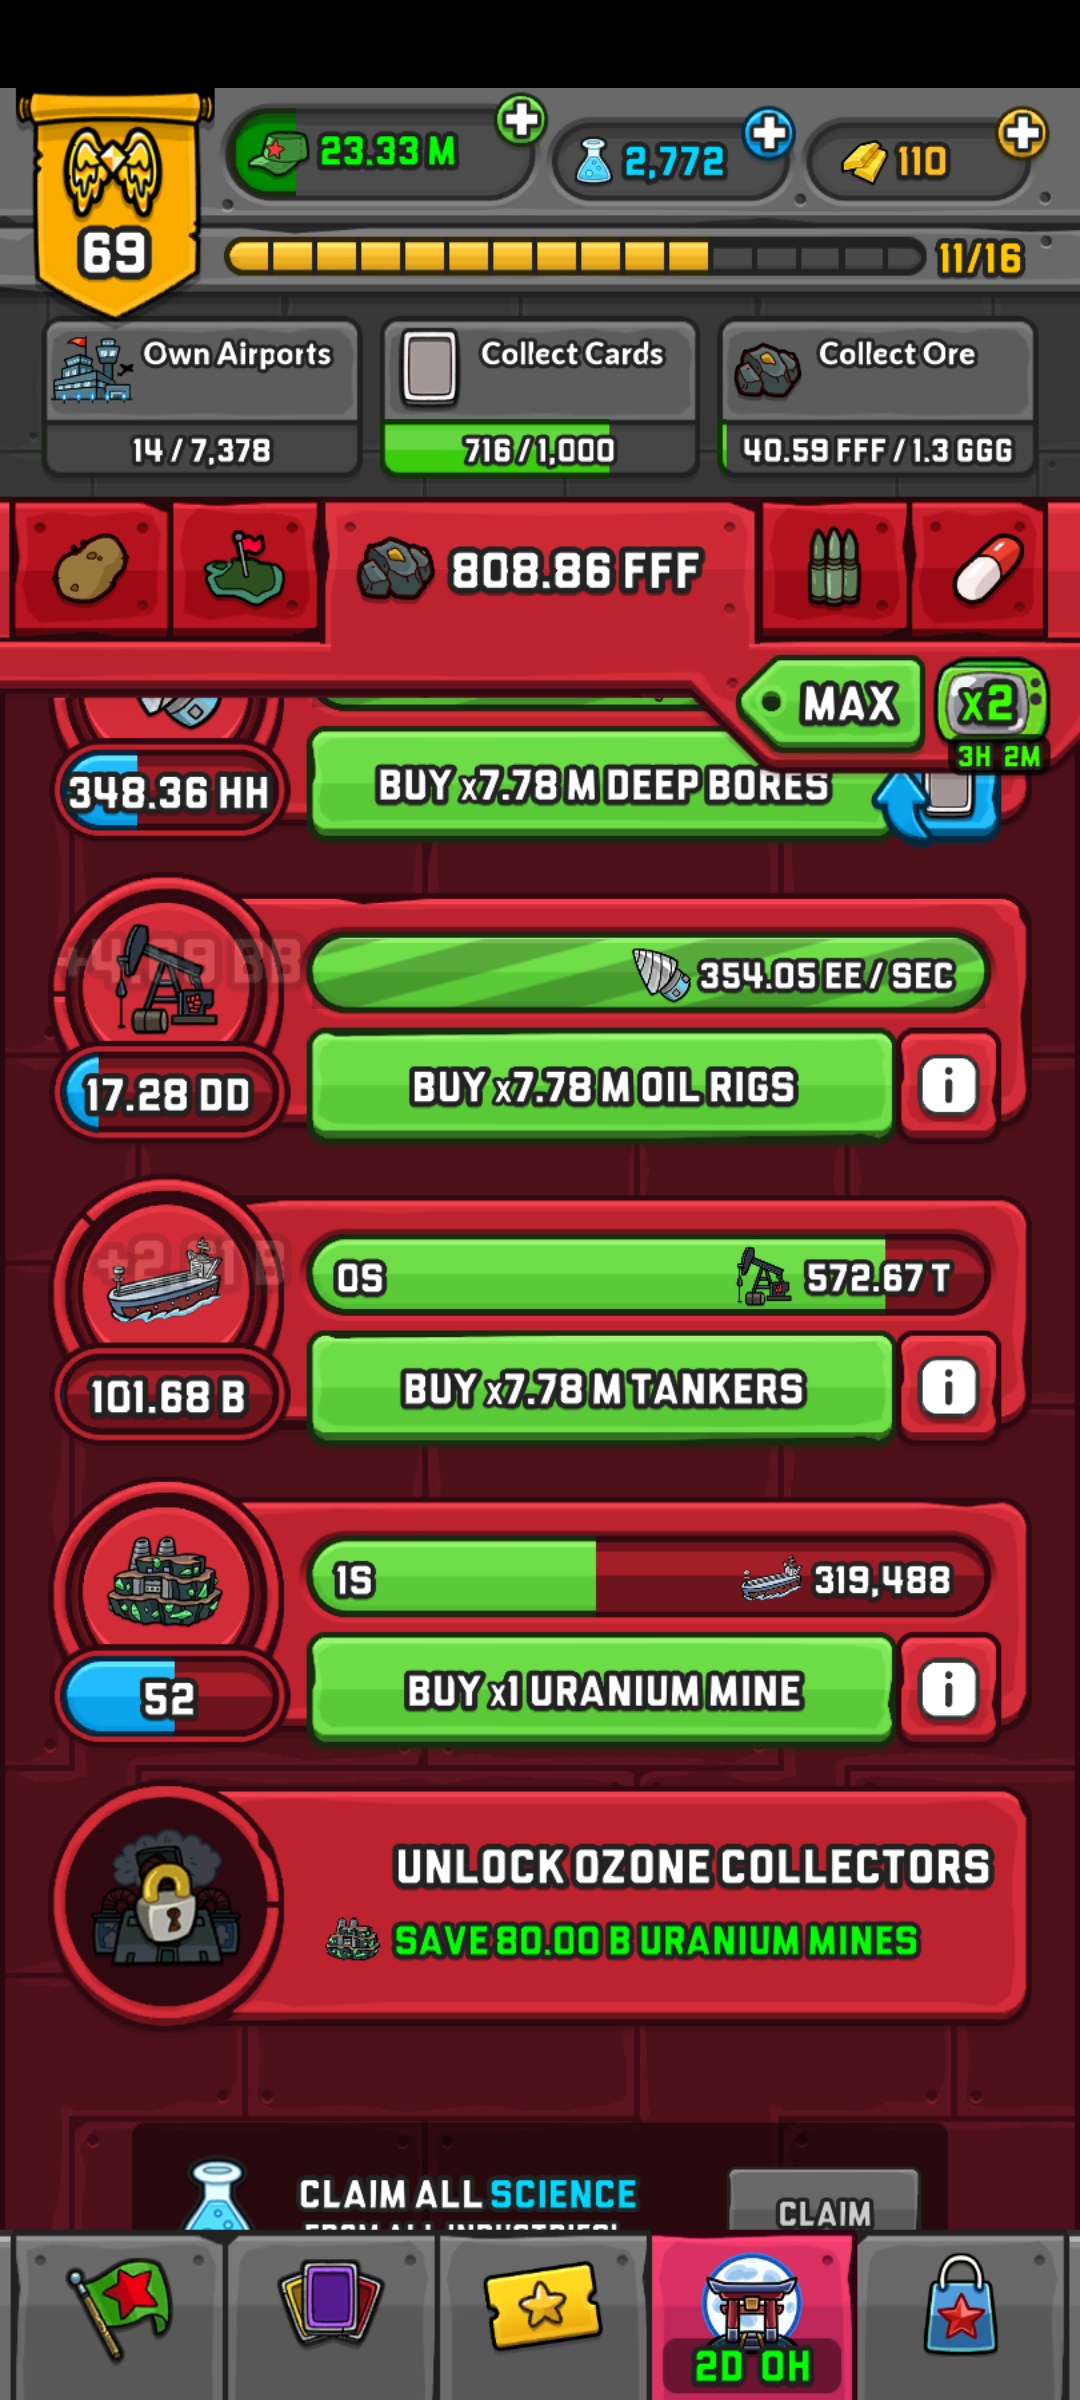 23.33 M
2,772
110
69
11/16
Own Airports
Collect Cards
Collect Ore
14 / 7,378
716 / 1,000
40.59 FFF / 1.3 GGG
808.86 FFF
MAX
x2
3H 2M
348.36 HH
BUY x7.78 M DEEP BORES
354.05 EE / SEC
17.28 DD
BUY x7.78 M OIL RIGS
i
0S
572.67 T
101.68 B
BUY x7.78 M TANKERS
i
1S
319,488
52
BUY x1 URANIUM MINE
i
UNLOCK OZONE COLLECTORS
SAVE 80.00 B URANIUM MINES
CLAIM ALL SCIENCE
FROM ALL INDUSTRIES!
CLAIM
2D 0H